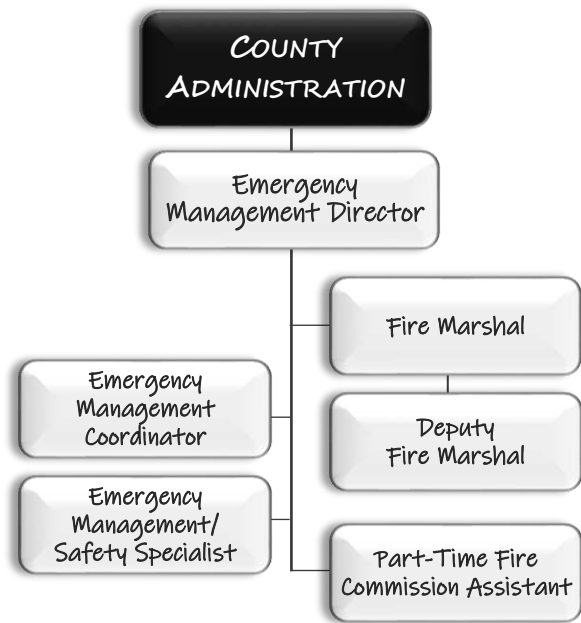 COUNTY
ADMINISTRATION
Emergency
Management Director
Fire Marshal
Emergency
Management
Coordinator
Deputy
Fire Marshal
Emergency
Management/
Safety Specialist
Part-Time Fire
Commission Assistant